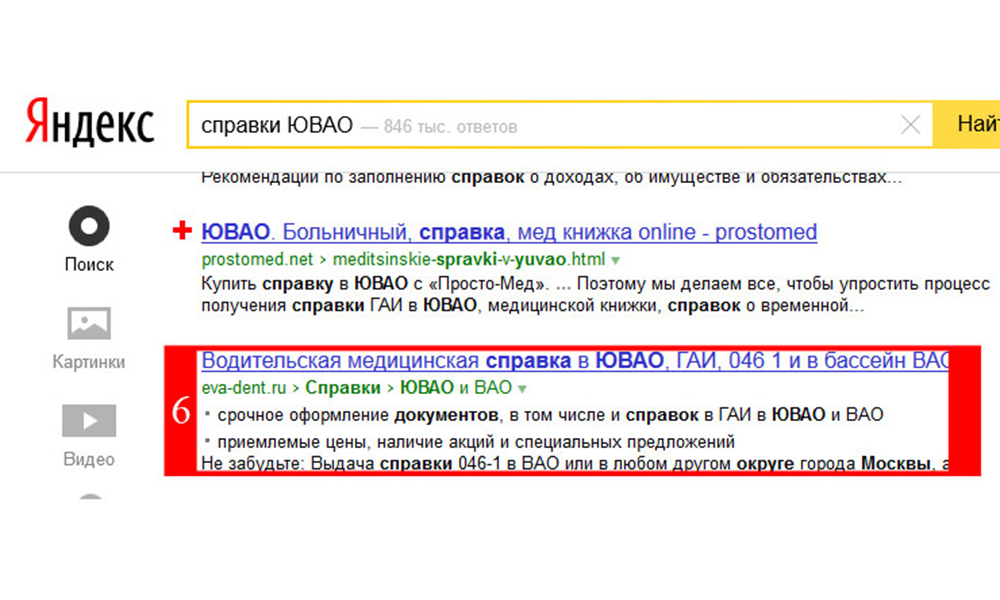 Яндекс
справки ЮВАО — 846 тыс. ответов
Най
Рекомендации по заполнению справок о доходах, об имуществе и обязательствах...
Поиск
ЮВАО. Больничный, справка, мед книжка online - prostomed
prostomed.net › meditsinskie-spravki-v-yuvao.html
Купить справку в ЮВАО с «Просто-Мед». ... Поэтому мы делаем все, чтобы упростить процесс
получения справки ГАИ в ЮВАО, медицинской книжки, справок о временной...
Картинки
6
Водительская медицинская справка в ЮВАО, ГАИ, 046 1 и в бассейн ВАО
eva-dent.ru › Справки › ЮВАО и ВАО
срочное оформление документов, в том числе и справок в ГАИ в ЮВАО и ВАО
приемлемые цены, наличие акций и специальных предложений
Видео
Не забудьте: Выдача справки 046-1 в ВАО или в любом другом округе города Москвы, а